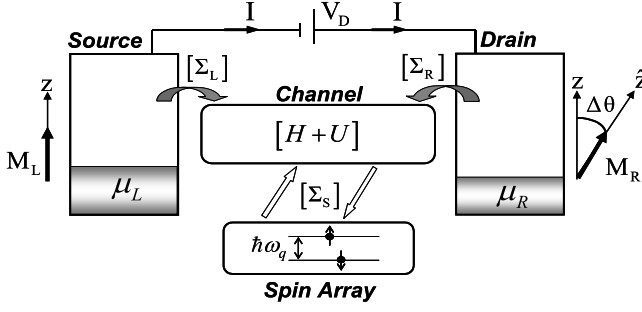 I V_D I
Source Drain
[Σ_L] [Σ_R]
z z ẑ
Δθ
Channel
[H + U]
M_L M_R
μ_L μ_R
[Σ_S]
ħω_q
Spin Array